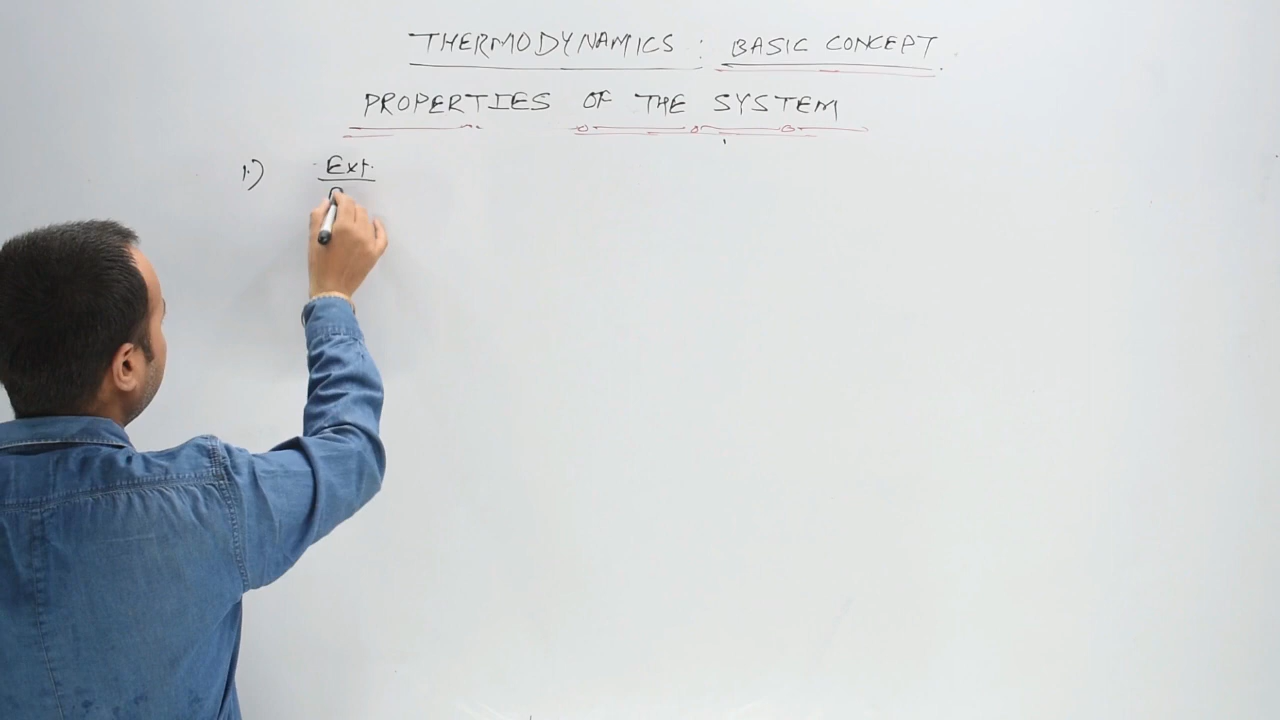 THERMODYNAMICS : BASIC CONCEPT.
PROPERTIES OF THE SYSTEM
1.) Ext.